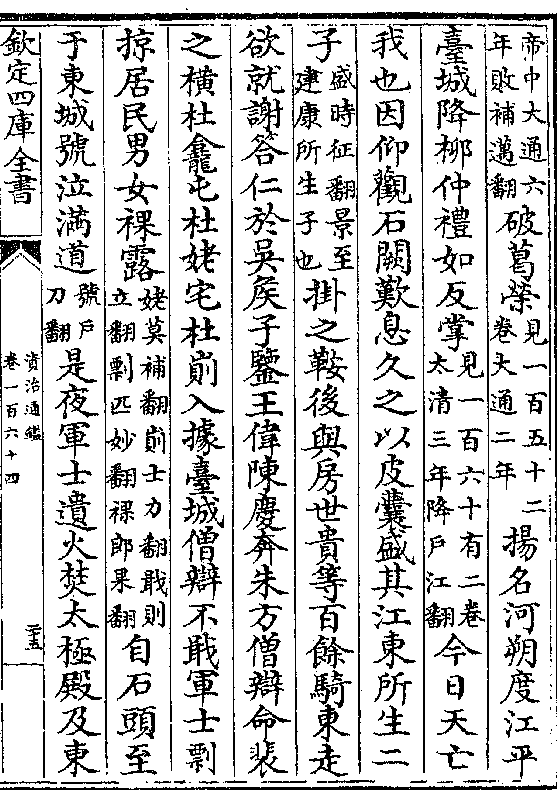 帝中大通六年敗補邁翻破葛榮見一百五十二卷大通二年揚名河朔度江平
臺城降栁仲禮如反掌見一百六十有二卷太清三年降戶江翻今日天亡
我也因仰觀石闕歎息久之以皮囊盛其江東所生二
子盛時征翻景至建康所生子也掛之鞍後與房世貴等百餘騎東走
欲就謝答仁於吳侯子鑒王偉陳慶奔朱方僧辯命裴
之橫杜龕屯杜姥宅杜崱入據臺城僧辯不戢軍士剽
掠居民男女裸露姥莫補翻崱士力翻戢則立翻剽匹妙翻裸郎果翻自石頭至
于東城號泣滿道號戶刀翻是夜軍士遺火焚太極殿及東
欽定四庫全書
資治通鑑
卷一百六十四
二十五